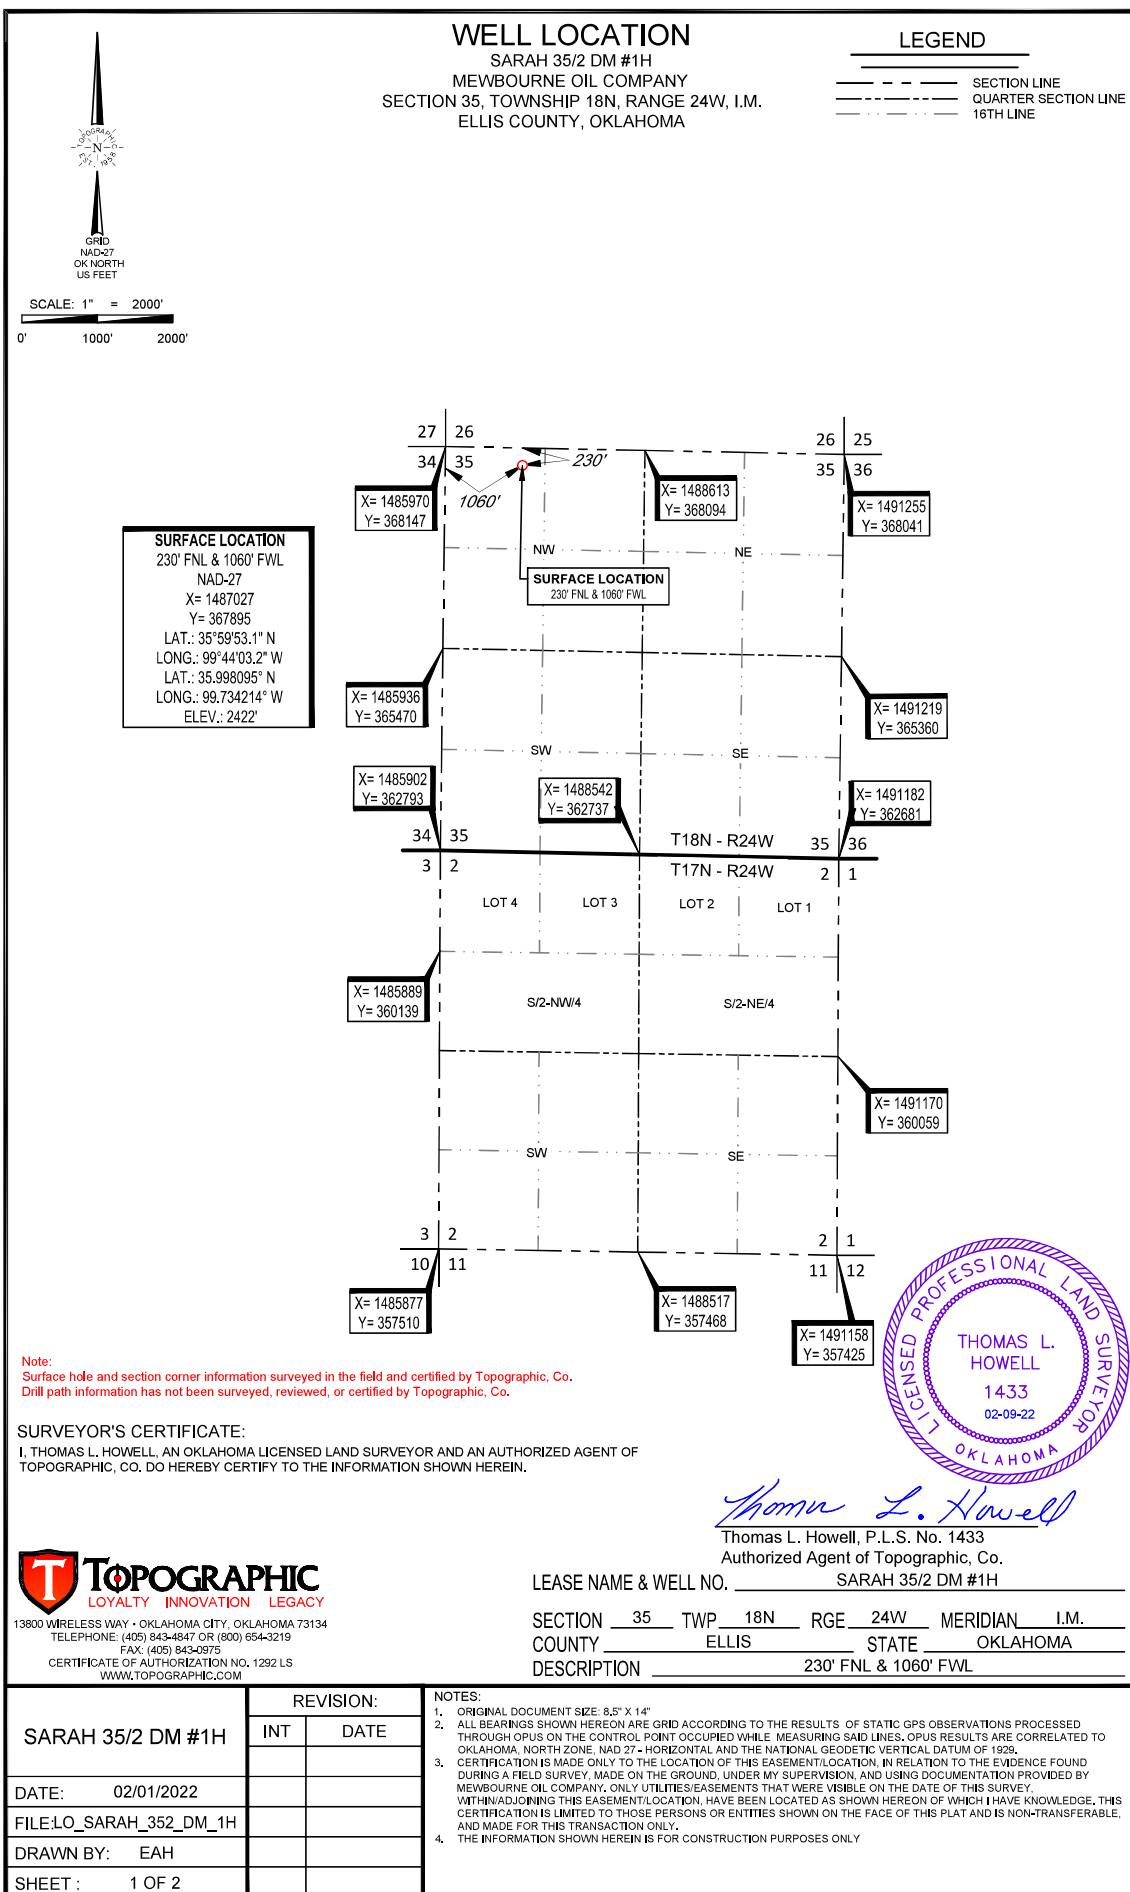 WELL LOCATION
SARAH 35/2 DM #1H
MEWBOURNE OIL COMPANY
SECTION 35, TOWNSHIP 18N, RANGE 24W, I.M.
ELLIS COUNTY, OKLAHOMA
LEGEND
SECTION LINE
QUARTER SECTION LINE
16TH LINE
TOPOGRAPHIC
N
EST. 1958
GRID
NAD-27
OK NORTH
US FEET
SCALE: 1" = 2000'
0' 1000' 2000'
27 26
34 35
26 25
35 36
230'
1060'
X= 1485970
Y= 368147
X= 1488613
Y= 368094
X= 1491255
Y= 368041
SURFACE LOCATION
230' FNL & 1060' FWL
NAD-27
X= 1487027
Y= 367895
LAT.: 35°59'53.1" N
LONG.: 99°44'03.2" W
LAT.: 35.998095° N
LONG.: 99.734214° W
ELEV.: 2422'
NW
NE
SURFACE LOCATION
230' FNL & 1060' FWL
X= 1485936
Y= 365470
X= 1491219
Y= 365360
SW
SE
X= 1485902
Y= 362793
X= 1488542
Y= 362737
X= 1491182
Y= 362681
34 35
T18N - R24W
35 36
3 2
T17N - R24W
2 1
LOT 4
LOT 3
LOT 2
LOT 1
X= 1485889
Y= 360139
S/2-NW/4
S/2-NE/4
X= 1491170
Y= 360059
SW
SE
3 2
10 11
2 1
11 12
X= 1485877
Y= 357510
X= 1488517
Y= 357468
X= 1491158
Y= 357425
LICENSED PROFESSIONAL LAND SURVEYOR
THOMAS L.
HOWELL
1433
02-09-22
OKLAHOMA
Note:
Surface hole and section corner information surveyed in the field and certified by Topographic, Co.
Drill path information has not been surveyed, reviewed, or certified by Topographic, Co.
SURVEYOR'S CERTIFICATE:
I, THOMAS L. HOWELL, AN OKLAHOMA LICENSED LAND SURVEYOR AND AN AUTHORIZED AGENT OF
TOPOGRAPHIC, CO. DO HEREBY CERTIFY TO THE INFORMATION SHOWN HEREIN.
Thomas L. Howell
Thomas L. Howell, P.L.S. No. 1433
Authorized Agent of Topographic, Co.
T TOPOGRAPHIC
LOYALTY INNOVATION LEGACY
13800 WIRELESS WAY • OKLAHOMA CITY, OKLAHOMA 73134
TELEPHONE: (405) 843-4847 OR (800) 654-3219
FAX: (405) 843-0975
CERTIFICATE OF AUTHORIZATION NO. 1292 LS
WWW.TOPOGRAPHIC.COM
LEASE NAME & WELL NO. SARAH 35/2 DM #1H
SECTION 35 TWP 18N RGE 24W MERIDIAN I.M.
COUNTY ELLIS STATE OKLAHOMA
DESCRIPTION 230' FNL & 1060' FWL
SARAH 35/2 DM #1H
REVISION:
INT DATE
DATE: 02/01/2022
FILE:LO_SARAH_352_DM_1H
DRAWN BY: EAH
SHEET : 1 OF 2
NOTES:
1. ORIGINAL DOCUMENT SIZE: 8.5" X 14"
2. ALL BEARINGS SHOWN HEREON ARE GRID ACCORDING TO THE RESULTS OF STATIC GPS OBSERVATIONS PROCESSED
THROUGH OPUS ON THE CONTROL POINT OCCUPIED WHILE MEASURING SAID LINES. OPUS RESULTS ARE CORRELATED TO
OKLAHOMA, NORTH ZONE, NAD 27 - HORIZONTAL AND THE NATIONAL GEODETIC VERTICAL DATUM OF 1929.
3. CERTIFICATION IS MADE ONLY TO THE LOCATION OF THIS EASEMENT/LOCATION, IN RELATION TO THE EVIDENCE FOUND
DURING A FIELD SURVEY, MADE ON THE GROUND, UNDER MY SUPERVISION, AND USING DOCUMENTATION PROVIDED BY
MEWBOURNE OIL COMPANY. ONLY UTILITIES/EASEMENTS THAT WERE VISIBLE ON THE DATE OF THIS SURVEY,
WITHIN/ADJOINING THIS EASEMENT/LOCATION, HAVE BEEN LOCATED AS SHOWN HEREON OF WHICH I HAVE KNOWLEDGE. THIS
CERTIFICATION IS LIMITED TO THOSE PERSONS OR ENTITIES SHOWN ON THE FACE OF THIS PLAT AND IS NON-TRANSFERABLE,
AND MADE FOR THIS TRANSACTION ONLY.
4. THE INFORMATION SHOWN HEREIN IS FOR CONSTRUCTION PURPOSES ONLY